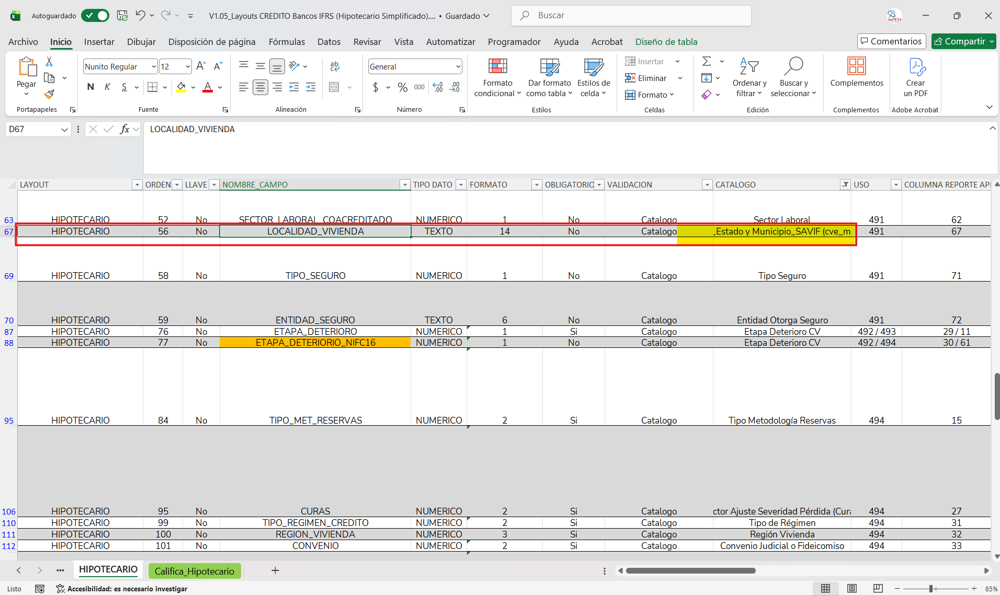 Autoguardado
V1.05_Layouts CREDITO Bancos IFRS (Hipotecario Simplificado).... • Guardado
Buscar
Archivo Inicio Insertar Dibujar Disposición de página Fórmulas Datos Revisar Vista Automatizar Programador Ayuda Acrobat Diseño de tabla
Comentarios
Compartir
Pegar
Portapapeles
Nunito Regular 12
N K S
Fuente
Alineación
General
$ % 000
Número
Formato condicional
Dar formato como tabla
Estilos de celda
Estilos
Insertar
Eliminar
Formato
Celdas
Ordenar y filtrar
Buscar y seleccionar
Edición
Complementos
Complementos
Crear un PDF
Adobe Acrobat
D67 fx LOCALIDAD_VIVIENDA
LAYOUT ORDEN LLAVE NOMBRE_CAMPO TIPO DATO FORMATO OBLIGATORIO VALIDACION CATALOGO USO COLUMNA REPORTE API
63 HIPOTECARIO 52 No SECTOR_LABORAL_COACREDITADO NUMERICO 1 No Catalogo Sector Laboral 491 62
67 HIPOTECARIO 56 No LOCALIDAD_VIVIENDA TEXTO 14 No Catalogo _Estado y Municipio_SAVIF (cve_m 491 67
69 HIPOTECARIO 58 No TIPO_SEGURO NUMERICO 1 No Catalogo Tipo Seguro 491 71
70 HIPOTECARIO 59 No ENTIDAD_SEGURO TEXTO 6 No Catalogo Entidad Otorga Seguro 491 72
87 HIPOTECARIO 76 No ETAPA_DETERIORO NUMERICO 1 Si Catalogo Etapa Deterioro CV 492 / 493 29 / 11
88 HIPOTECARIO 77 No ETAPA_DETERIORIO_NIFC16 NUMERICO 1 No Catalogo Etapa Deterioro CV 492 / 494 30 / 61
95 HIPOTECARIO 84 No TIPO_MET_RESERVAS NUMERICO 2 Si Catalogo Tipo Metodología Reservas 494 15
106 HIPOTECARIO 95 No CURAS NUMERICO 2 Si Catalogo ctor Ajuste Severidad Pérdida (Cura 494 27
110 HIPOTECARIO 99 No TIPO_REGIMEN_CREDITO NUMERICO 2 Si Catalogo Tipo de Régimen 494 31
111 HIPOTECARIO 100 No REGION_VIVIENDA NUMERICO 3 Si Catalogo Región Vivienda 494 32
112 HIPOTECARIO 101 No CONVENIO NUMERICO 2 Si Catalogo Convenio Judicial o Fideicomiso 494 33
HIPOTECARIO Califica_Hipotecario
Listo Accesibilidad: es necesario investigar 85%